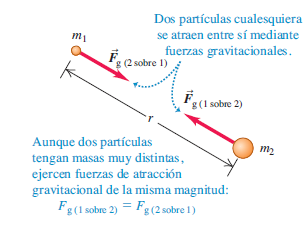 Dos partículas cualesquiera
se atraen entre sí mediante
fuerzas gravitacionales.
m₁
F⃗g (2 sobre 1)
F⃗g (1 sobre 2)
r
m₂
Aunque dos partículas
tengan masas muy distintas,
ejercen fuerzas de atracción
gravitacional de la misma magnitud:
Fg (1 sobre 2) = Fg (2 sobre 1)